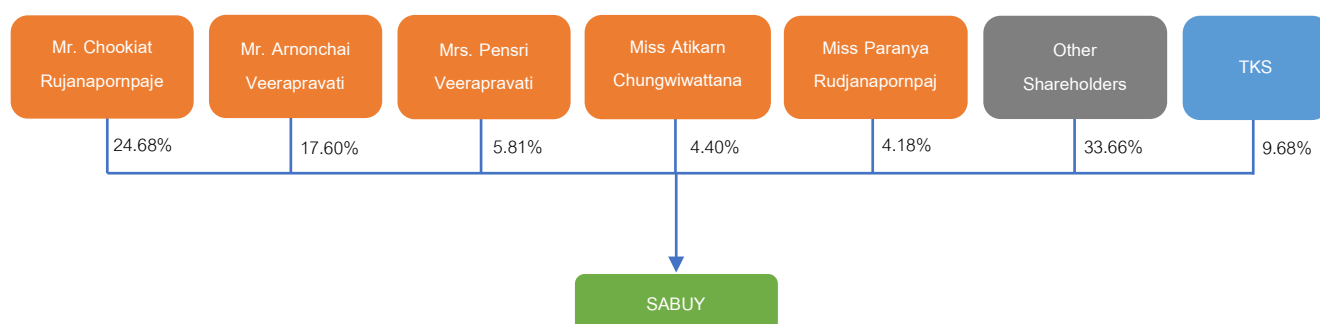 Mr. Chookiat
Rujanapornpaje
Mr. Arnonchai
Veerapravati
Mrs. Pensri
Veerapravati
Miss Atikarn
Chungwiwattana
Miss Paranya
Rudjanapornpaj
Other
Shareholders
TKS
24.68%
17.60%
5.81%
4.40%
4.18%
33.66%
9.68%
SABUY